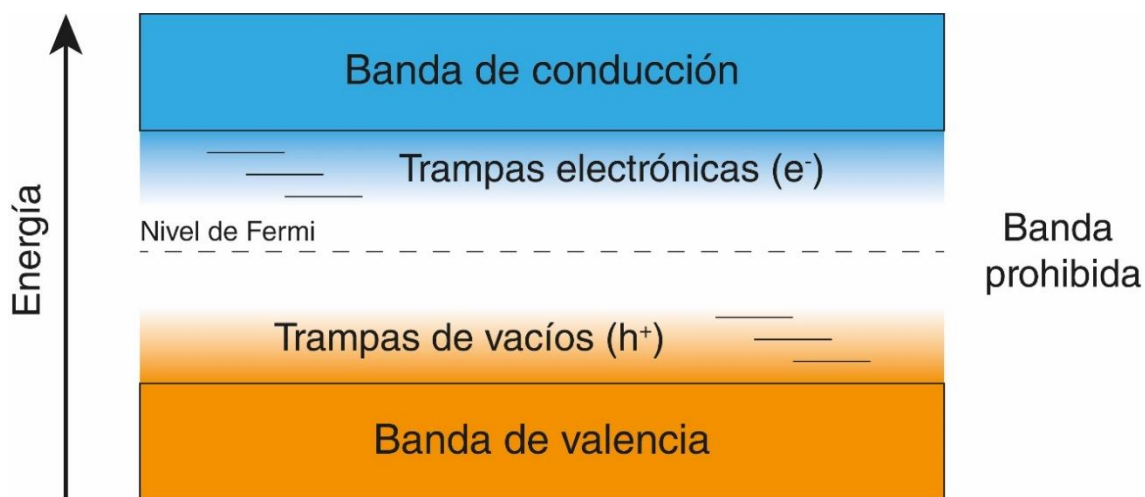 Banda de conducción
Trampas electrónicas (e⁻)
Nivel de Fermi
Energía
Banda
prohibida
Trampas de vacíos (h⁺)
Banda de valencia